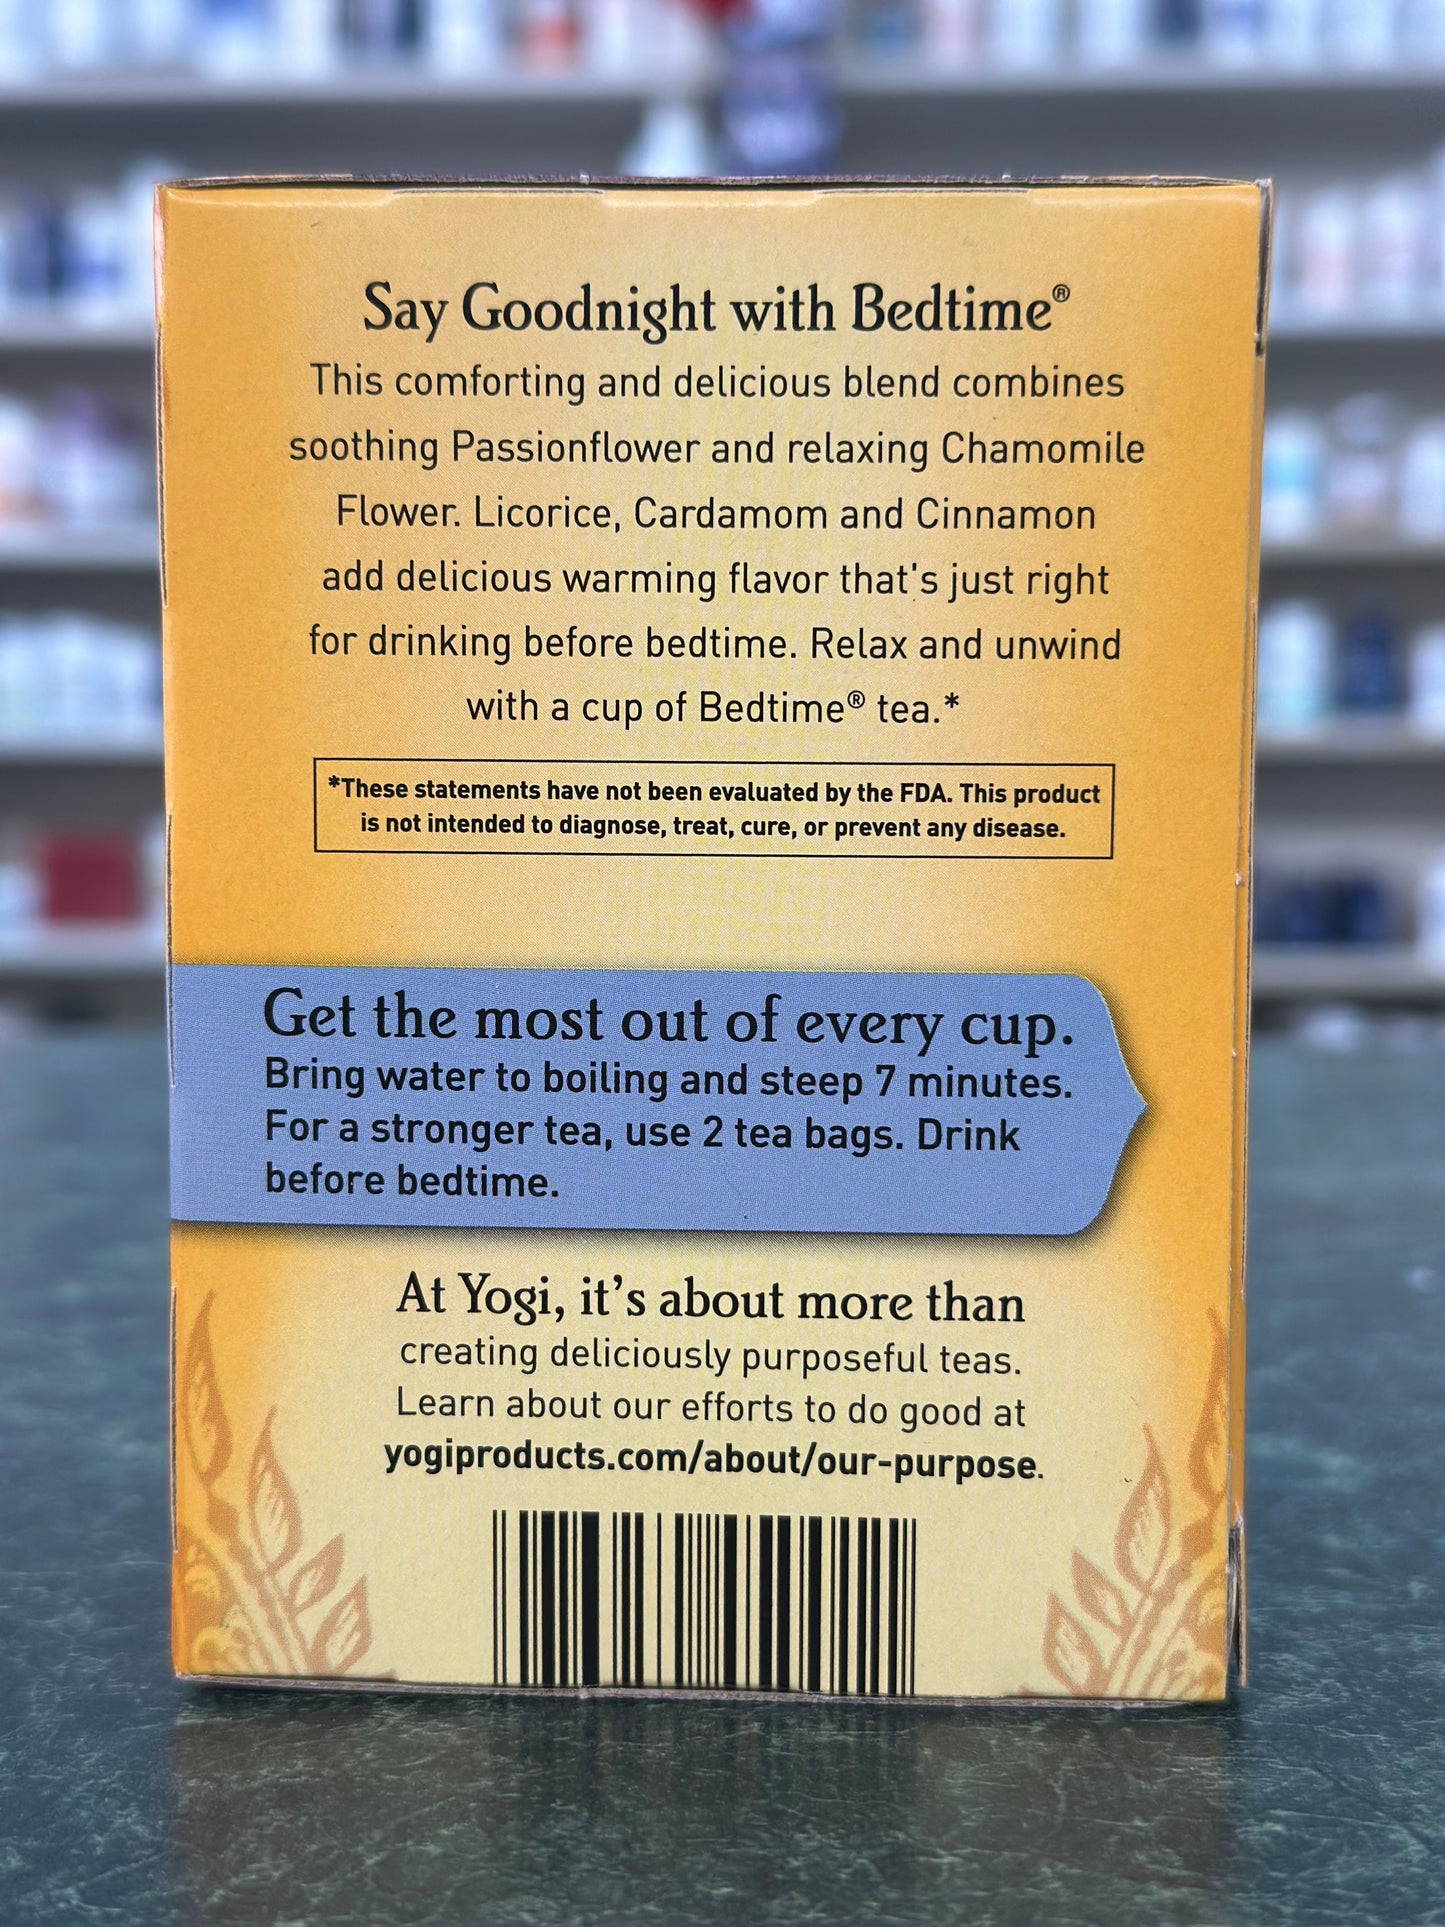 Say Goodnight with Bedtime®
This comforting and delicious blend combines
soothing Passionflower and relaxing Chamomile
Flower. Licorice, Cardamom and Cinnamon
add delicious warming flavor that's just right
for drinking before bedtime. Relax and unwind
with a cup of Bedtime® tea.*
*These statements have not been evaluated by the FDA. This product
is not intended to diagnose, treat, cure, or prevent any disease.
Get the most out of every cup.
Bring water to boiling and steep 7 minutes.
For a stronger tea, use 2 tea bags. Drink
before bedtime.
At Yogi, it's about more than
creating deliciously purposeful teas.
Learn about our efforts to do good at
yogiproducts.com/about/our-purpose.